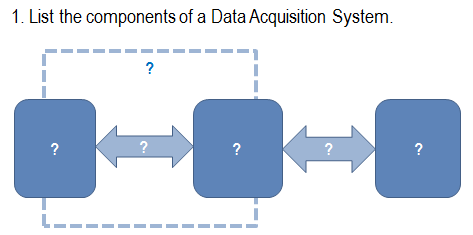 1. List the components of a Data Acquisition System.
?
? ? ? ? ?